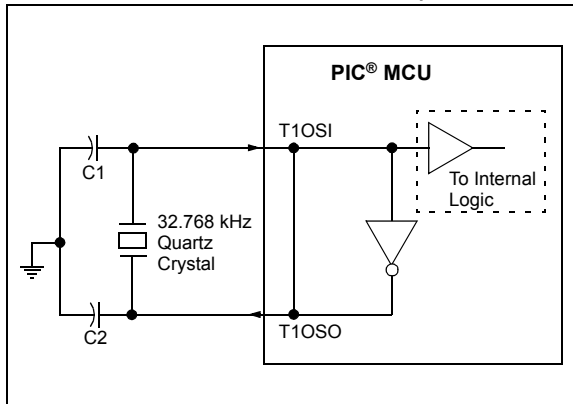 PIC® MCU
T1OSI
C1
To Internal
Logic
32.768 kHz
Quartz
Crystal
T1OSO
C2